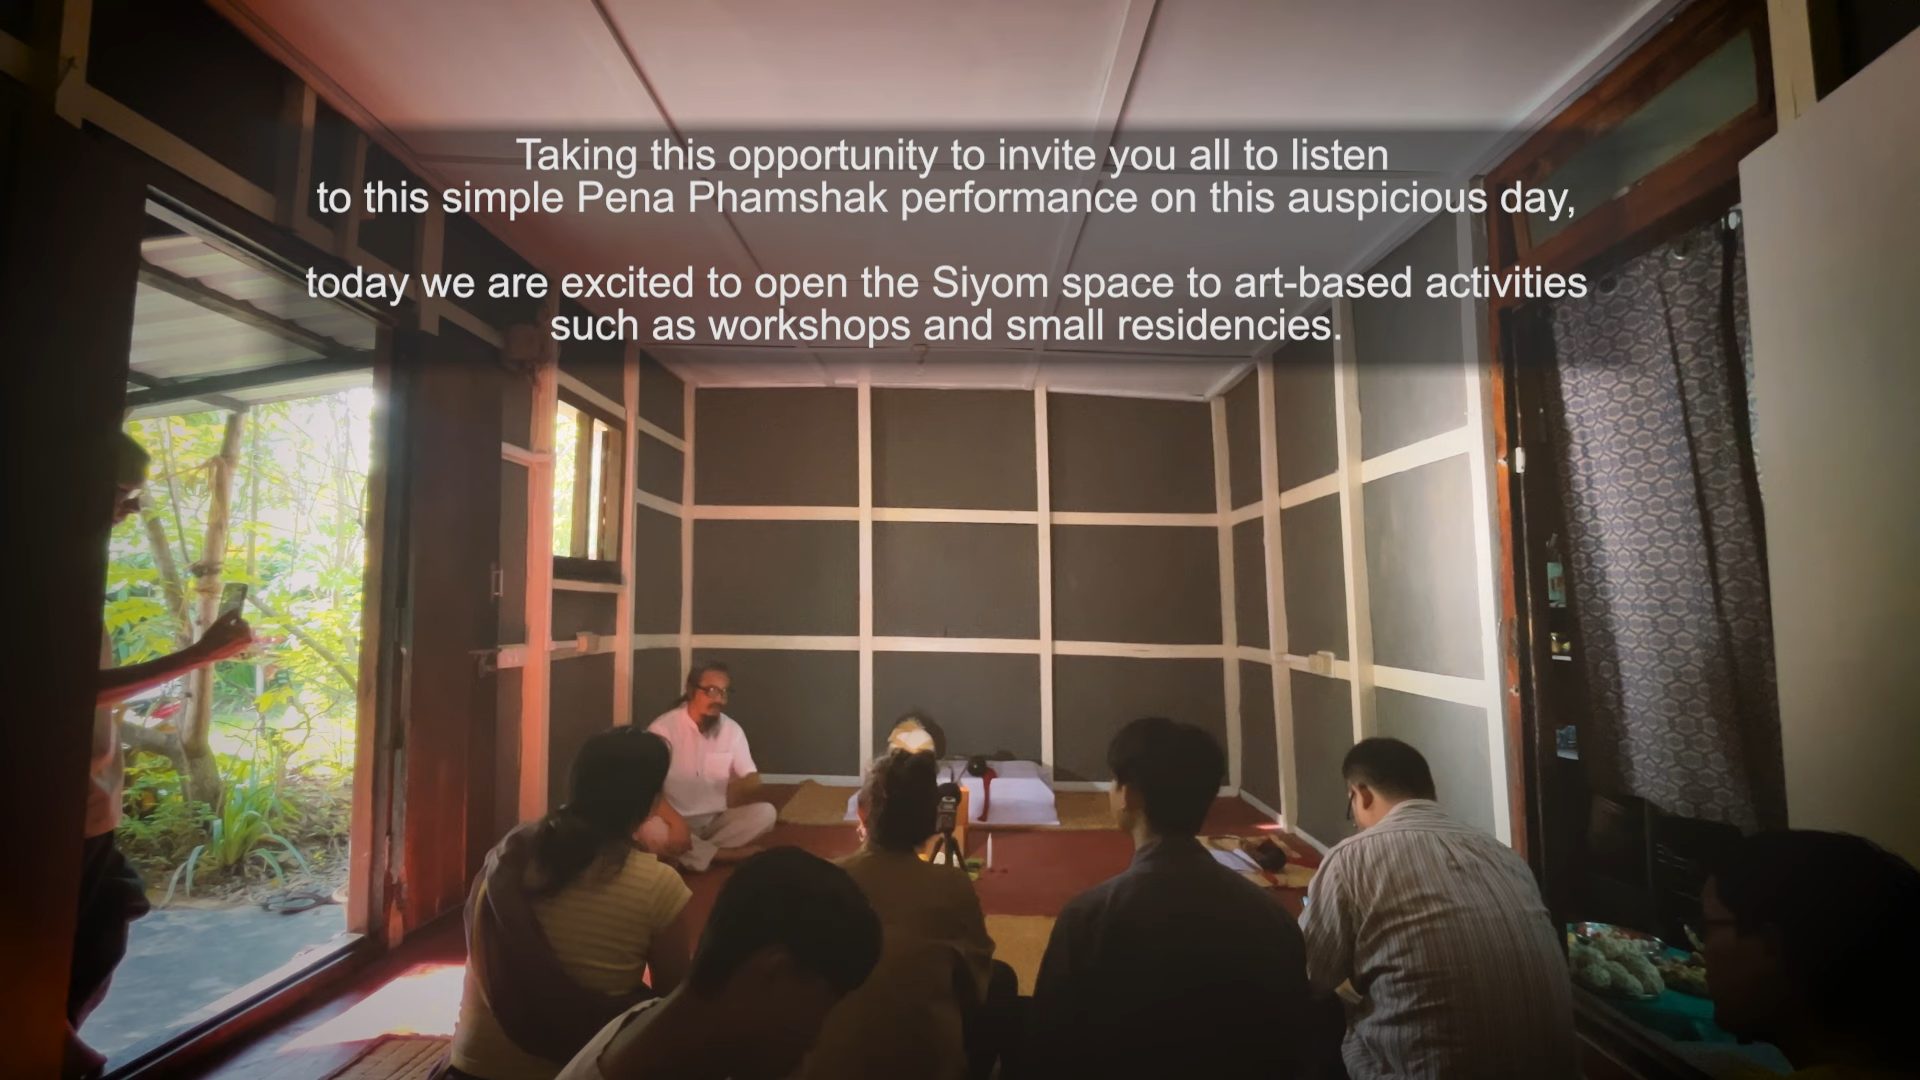 Taking this opportunity to invite you all to listen
to this simple Pena Phamshak performance on this auspicious day,
today we are excited to open the Siyom space to art-based activities
such as workshops and small residencies.